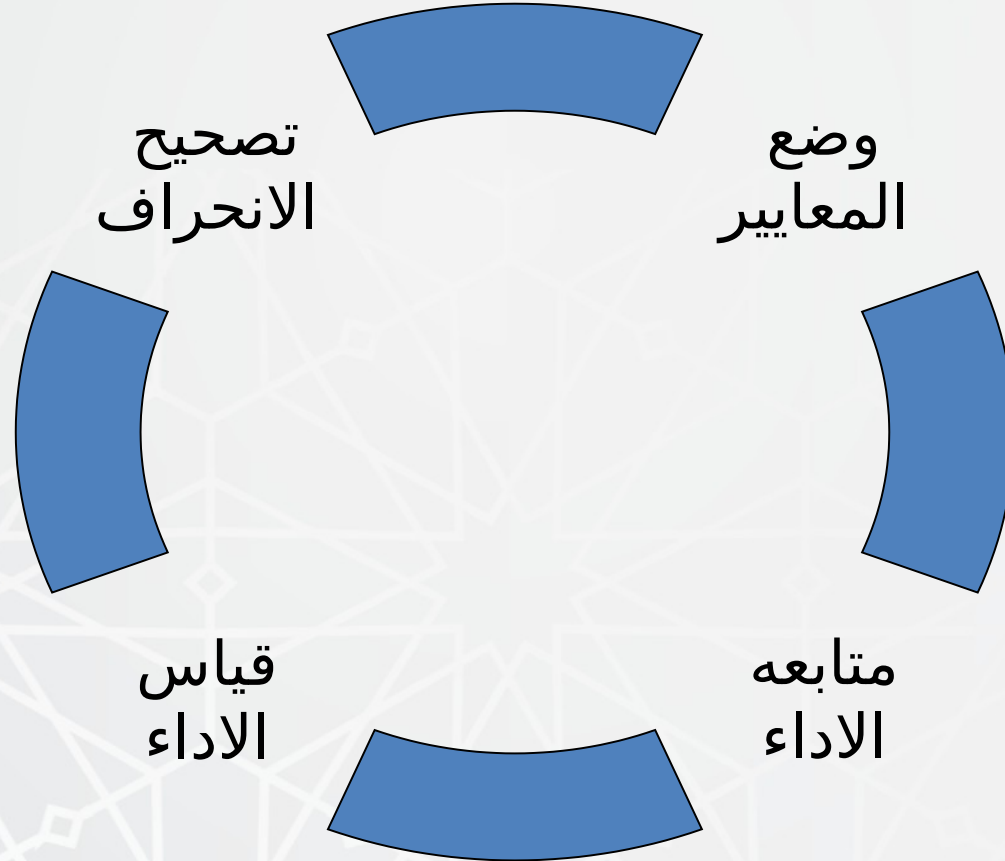 وضع
المعايير
متابعه
الاداء
قياس
الاداء
تصحيح
الانحراف